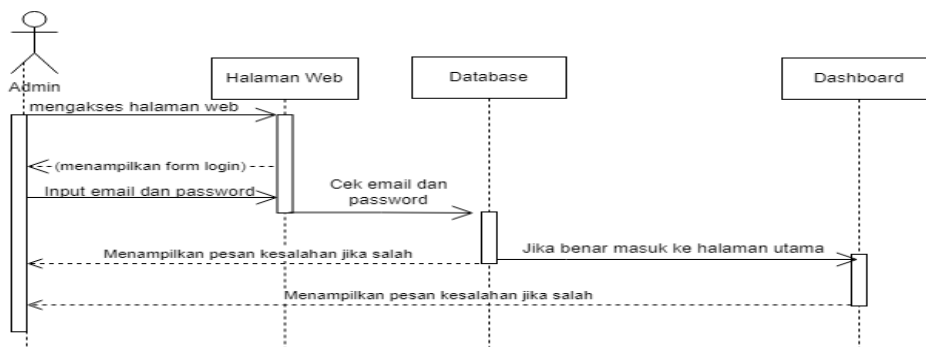 Admin
Halaman Web
Database
Dashboard
mengakses halaman web
(menampilkan form login)
Input email dan password
Cek email dan
password
Menampilkan pesan kesalahan jika salah
Jika benar masuk ke halaman utama
Menampilkan pesan kesalahan jika salah